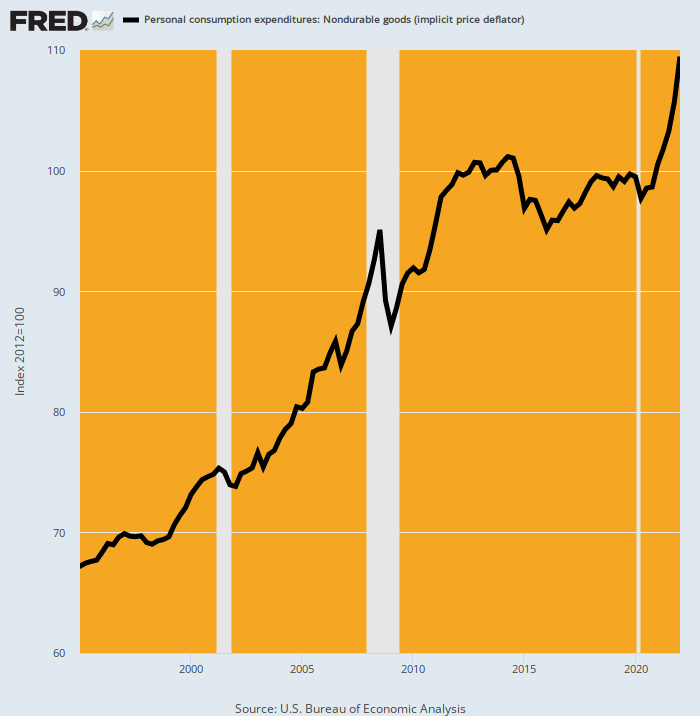 FRED
Personal consumption expenditures: Nondurable goods (implicit price deflator)
110
100
90
80
70
60
Index 2012=100
2000
2005
2010
2015
2020
Source: U.S. Bureau of Economic Analysis